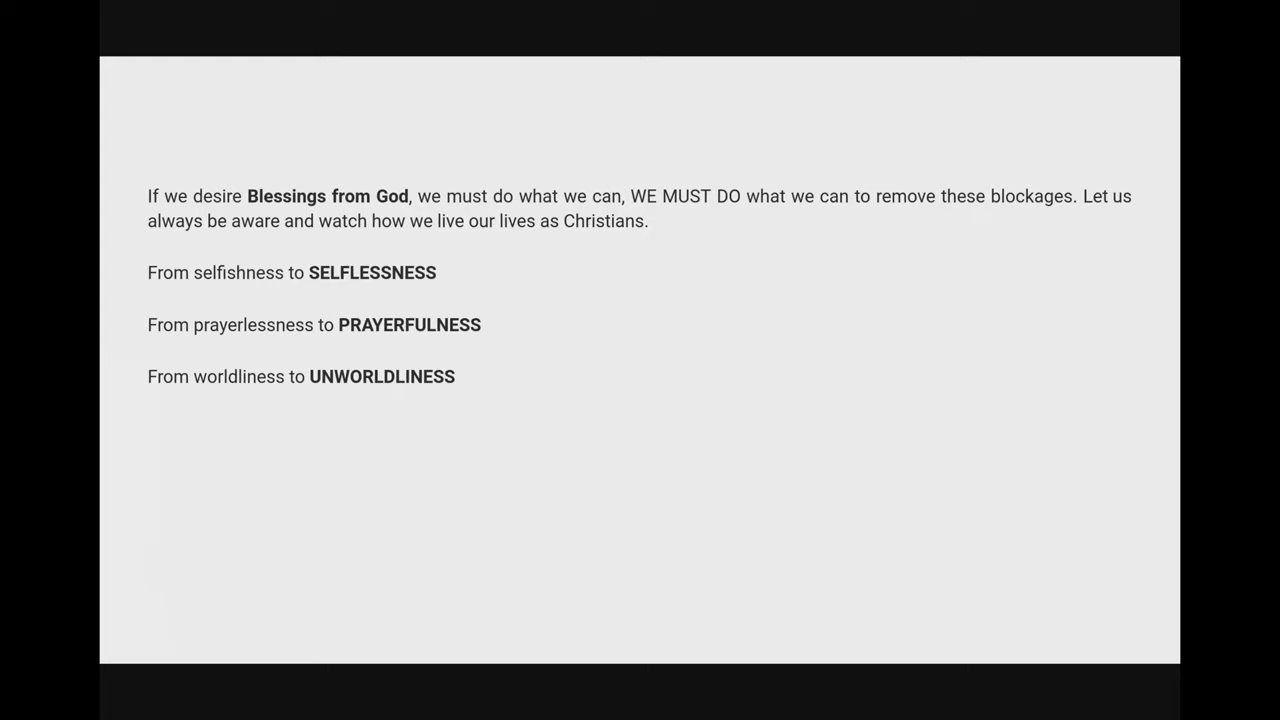 If we desire Blessings from God, we must do what we can, WE MUST DO what we can to remove these blockages. Let us
always be aware and watch how we live our lives as Christians.
From selfishness to SELFLESSNESS
From prayerlessness to PRAYERFULNESS
From worldliness to UNWORLDLINESS